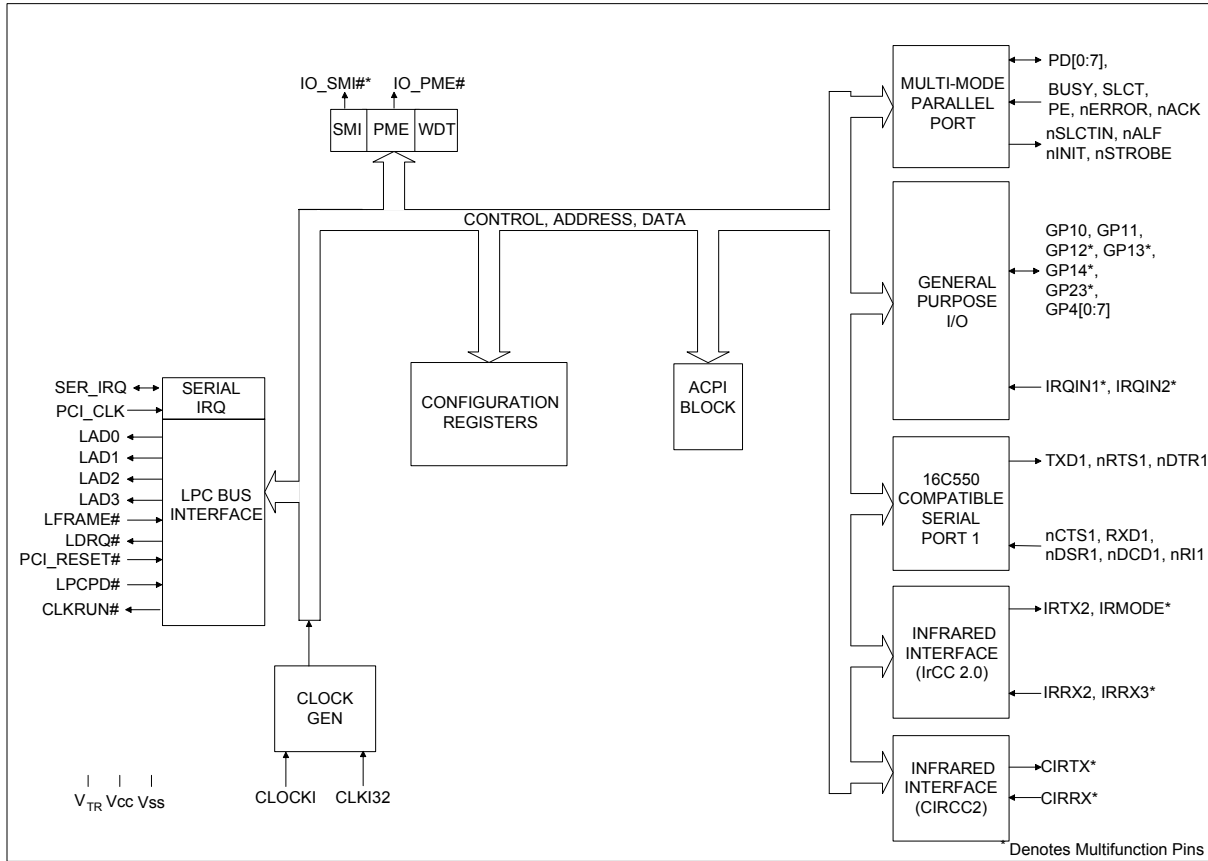 IO_SMI#*
IO_PME#
SMI
PME
WDT
CONTROL, ADDRESS, DATA
SER_IRQ
PCI_CLK
LAD0
LAD1
LAD2
LAD3
LFRAME#
LDRQ#
PCI_RESET#
LPCPD#
CLKRUN#
SERIAL
IRQ
LPC BUS
INTERFACE
CONFIGURATION
REGISTERS
ACPI
BLOCK
CLOCK
GEN
CLOCKI
CLKI32
VTR
Vcc
Vss
MULTI-MODE
PARALLEL
PORT
PD[0:7],
BUSY, SLCT,
PE, nERROR, nACK
nSLCTIN, nALF
nINIT, nSTROBE
GENERAL
PURPOSE
I/O
GP10, GP11,
GP12*, GP13*,
GP14*,
GP23*,
GP4[0:7]
IRQIN1*, IRQIN2*
16C550
COMPATIBLE
SERIAL
PORT 1
TXD1, nRTS1, nDTR1
nCTS1, RXD1,
nDSR1, nDCD1, nRI1
INFRARED
INTERFACE
(IrCC 2.0)
IRTX2, IRMODE*
IRRX2, IRRX3*
INFRARED
INTERFACE
(CIRCC2)
CIRTX*
CIRRX*
* Denotes Multifunction Pins